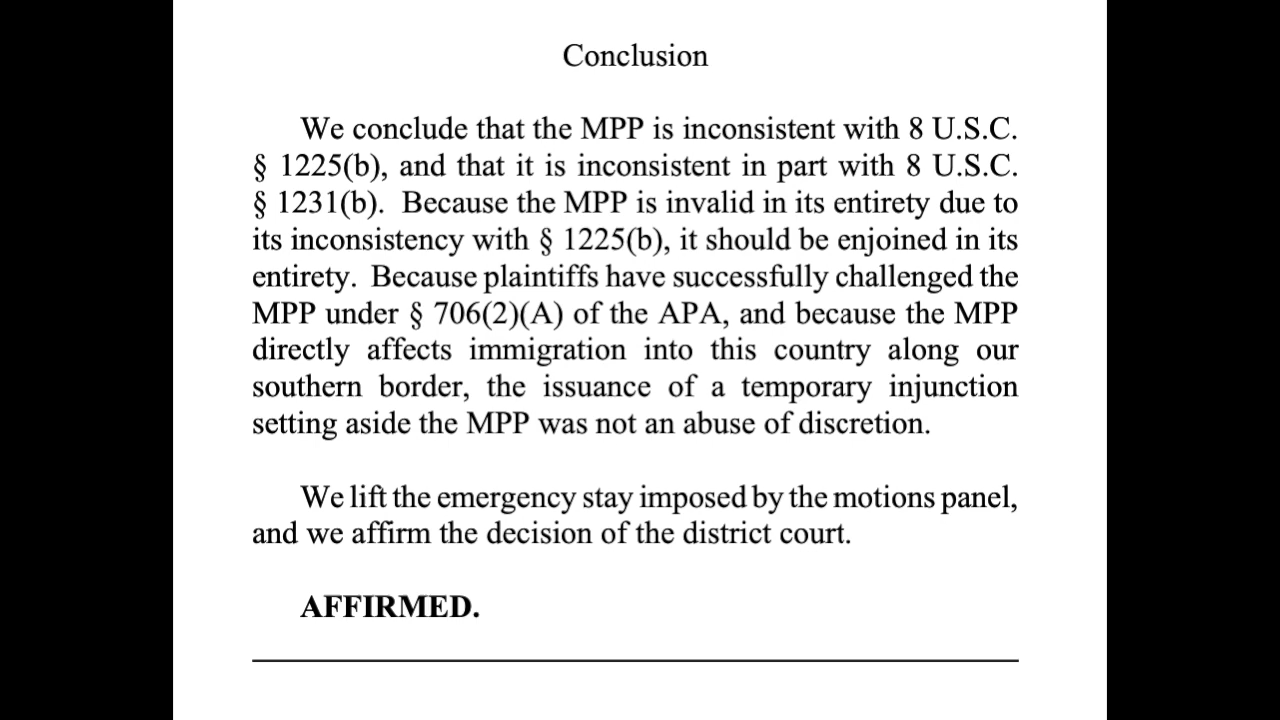 Conclusion
We conclude that the MPP is inconsistent with 8 U.S.C.
§ 1225(b), and that it is inconsistent in part with 8 U.S.C.
§ 1231(b).  Because the MPP is invalid in its entirety due to
its inconsistency with § 1225(b), it should be enjoined in its
entirety.  Because plaintiffs have successfully challenged the
MPP under § 706(2)(A) of the APA, and because the MPP
directly affects immigration into this country along our
southern border, the issuance of a temporary injunction
setting aside the MPP was not an abuse of discretion.
We lift the emergency stay imposed by the motions panel,
and we affirm the decision of the district court.
AFFIRMED.